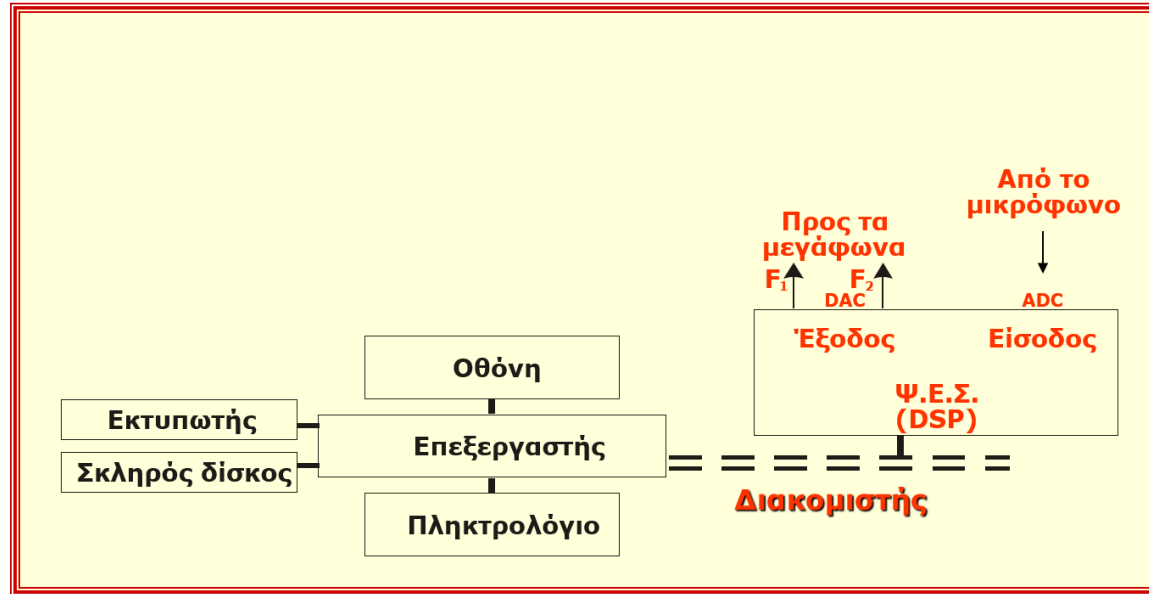 Από το
μικρόφωνο
Προς τα
μεγάφωνα
F₁
F₂
DAC
ADC
Έξοδος
Είσοδος
Οθόνη
Ψ.Ε.Σ.
(DSP)
Εκτυπωτής
Επεξεργαστής
Σκληρός δίσκος
Διακομιστής
Πληκτρολόγιο